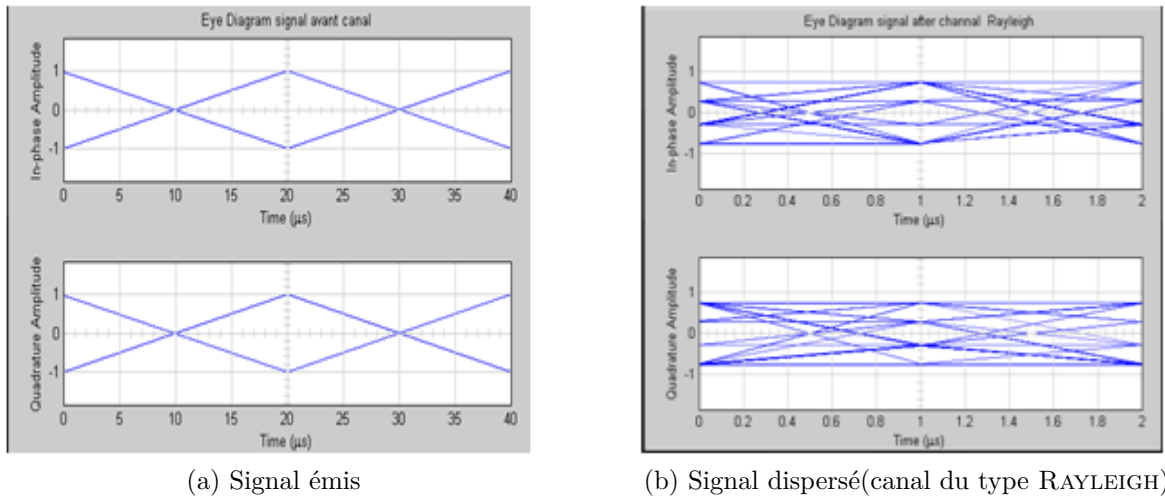 Eye Diagram signal avant canal
In-phase Amplitude
1
0
-1
0 5 10 15 20 25 30 35 40
Time (μs)
Quadrature Amplitude
1
0
-1
0 5 10 15 20 25 30 35 40
Time (μs)
(a) Signal émis
Eye Diagram signal after channel Rayleigh
In-phase Amplitude
1
0
-1
0 0.2 0.4 0.6 0.8 1 1.2 1.4 1.6 1.8 2
Time (μs)
Quadrature Amplitude
1
0
-1
0 0.2 0.4 0.6 0.8 1 1.2 1.4 1.6 1.8 2
Time (μs)
(b) Signal dispersé(canal du type RAYLEIGH)